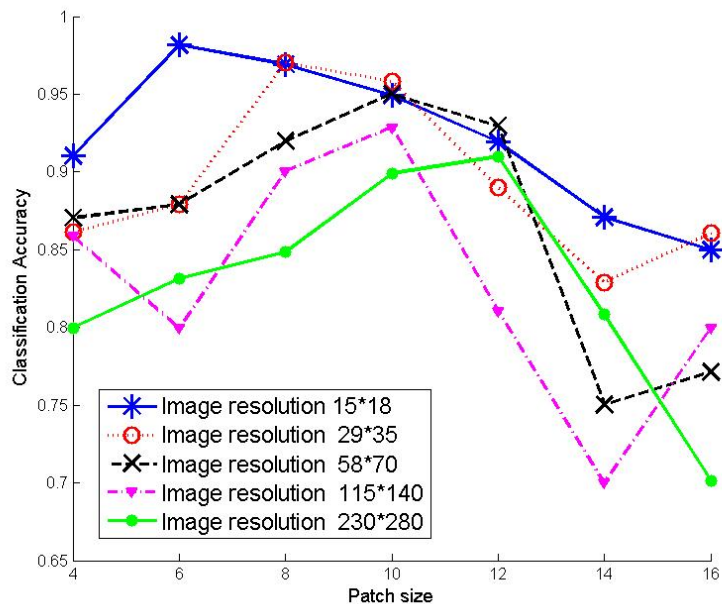 1
0.95
0.9
0.85
0.8
0.75
0.7
0.65
Classification Accuracy
Image resolution 15*18
Image resolution 29*35
Image resolution 58*70
Image resolution 115*140
Image resolution 230*280
4 6 8 10 12 14 16
Patch size